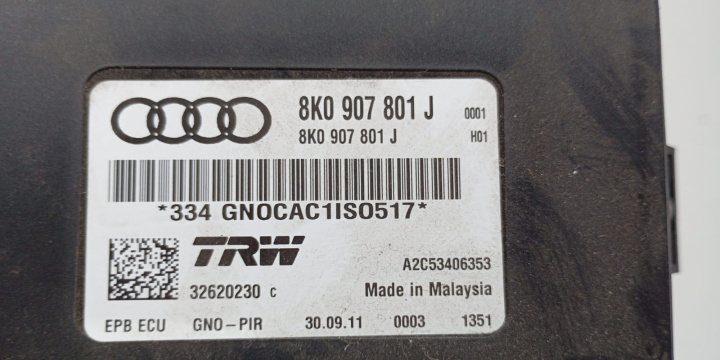 8K0 907 801 J 0001
8K0 907 801 J H01
*334 GNOCAC1ISO517*
TRW
A2C53406353
32620230 C Made in Malaysia
EPB ECU GNO-PIR 30.09.11 0003 1351